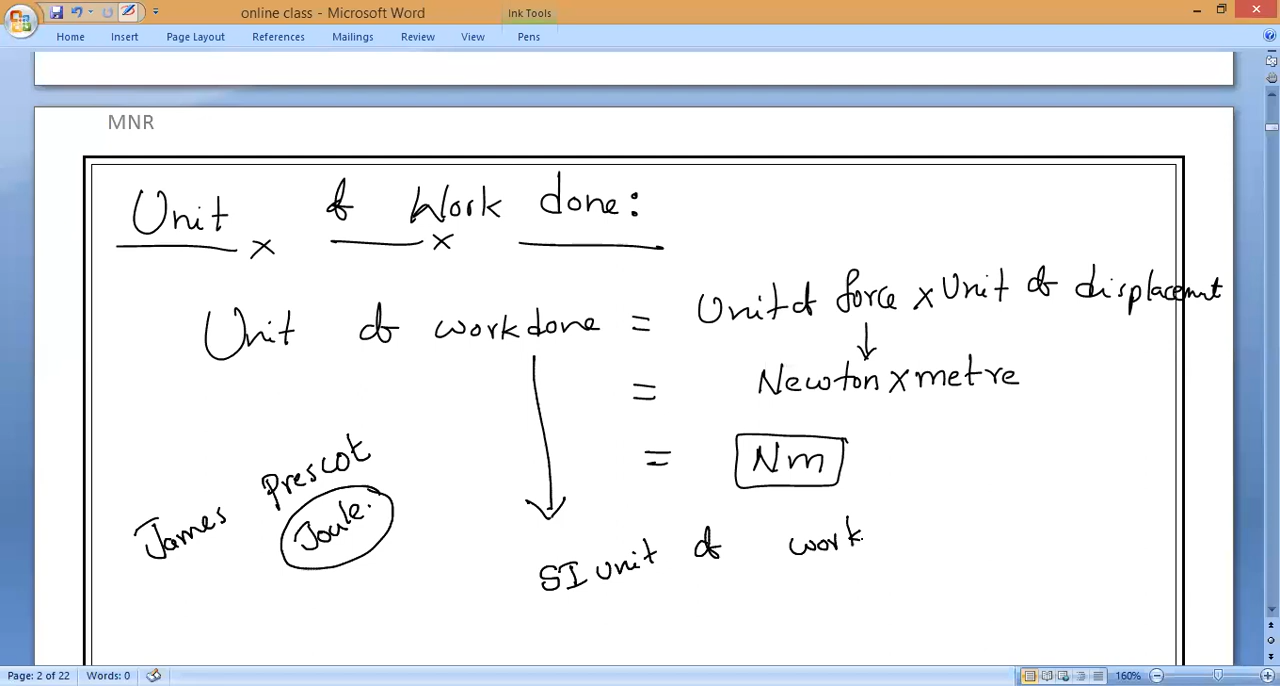 online class - Microsoft Word
Ink Tools
Home Insert Page Layout References Mailings Review View Pens
MNR
Unit of Work done:
Unit of workdone = Unit of force x Unit of displacemnt
= Newton x metre
= Nm
James Prescot Joule.
SI unit of work
Page: 2 of 22 Words: 0 160%